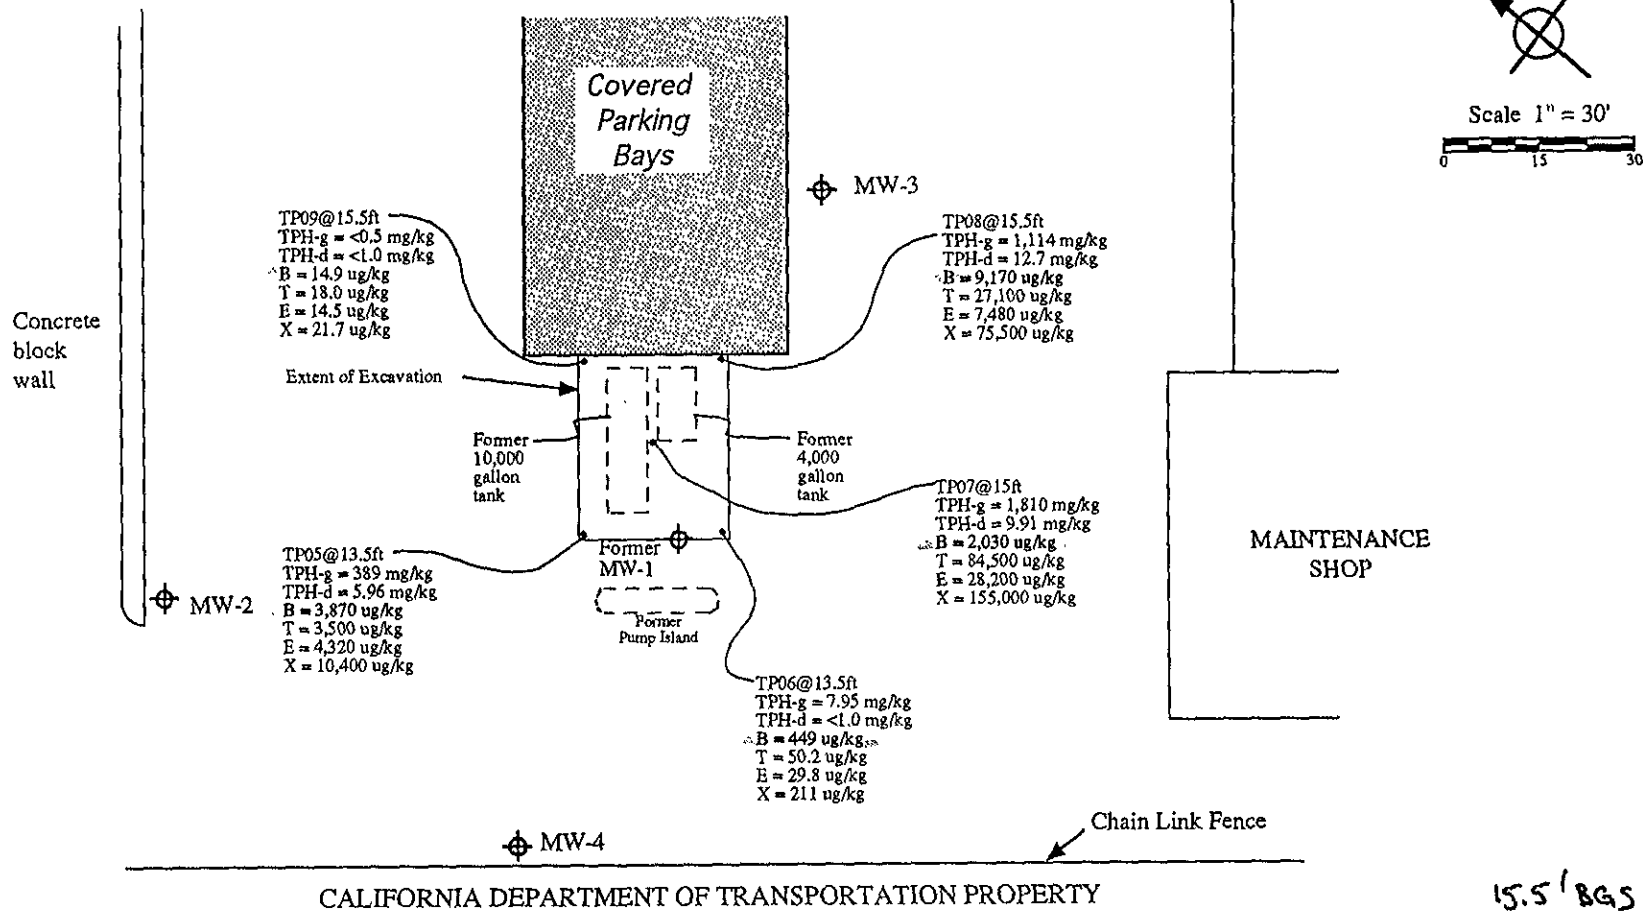 Covered
Parking
Bays
Scale 1" = 30'
0 15 30
MW-3
TP09@15.5ft
TPH-g = <0.5 mg/kg
TPH-d = <1.0 mg/kg
B = 14.9 ug/kg
T = 18.0 ug/kg
E = 14.5 ug/kg
X = 21.7 ug/kg
TP08@15.5ft
TPH-g = 1,114 mg/kg
TPH-d = 12.7 mg/kg
B = 9,170 ug/kg
T = 27,100 ug/kg
E = 7,480 ug/kg
X = 75,500 ug/kg
Concrete
block
wall
Extent of Excavation
Former
10,000
gallon
tank
Former
4,000
gallon
tank
TP07@15ft
TPH-g = 1,810 mg/kg
TPH-d = 9.91 mg/kg
B = 2,030 ug/kg
T = 84,500 ug/kg
E = 28,200 ug/kg
X = 155,000 ug/kg
MAINTENANCE
SHOP
Former
MW-1
TP05@13.5ft
TPH-g = 389 mg/kg
TPH-d = 5.96 mg/kg
B = 3,870 ug/kg
T = 3,500 ug/kg
E = 4,320 ug/kg
X = 10,400 ug/kg
MW-2
Former
Pump Island
TP06@13.5ft
TPH-g = 7.95 mg/kg
TPH-d = <1.0 mg/kg
B = 449 ug/kg
T = 50.2 ug/kg
E = 29.8 ug/kg
X = 211 ug/kg
MW-4
Chain Link Fence
CALIFORNIA DEPARTMENT OF TRANSPORTATION PROPERTY
15.5' BGS